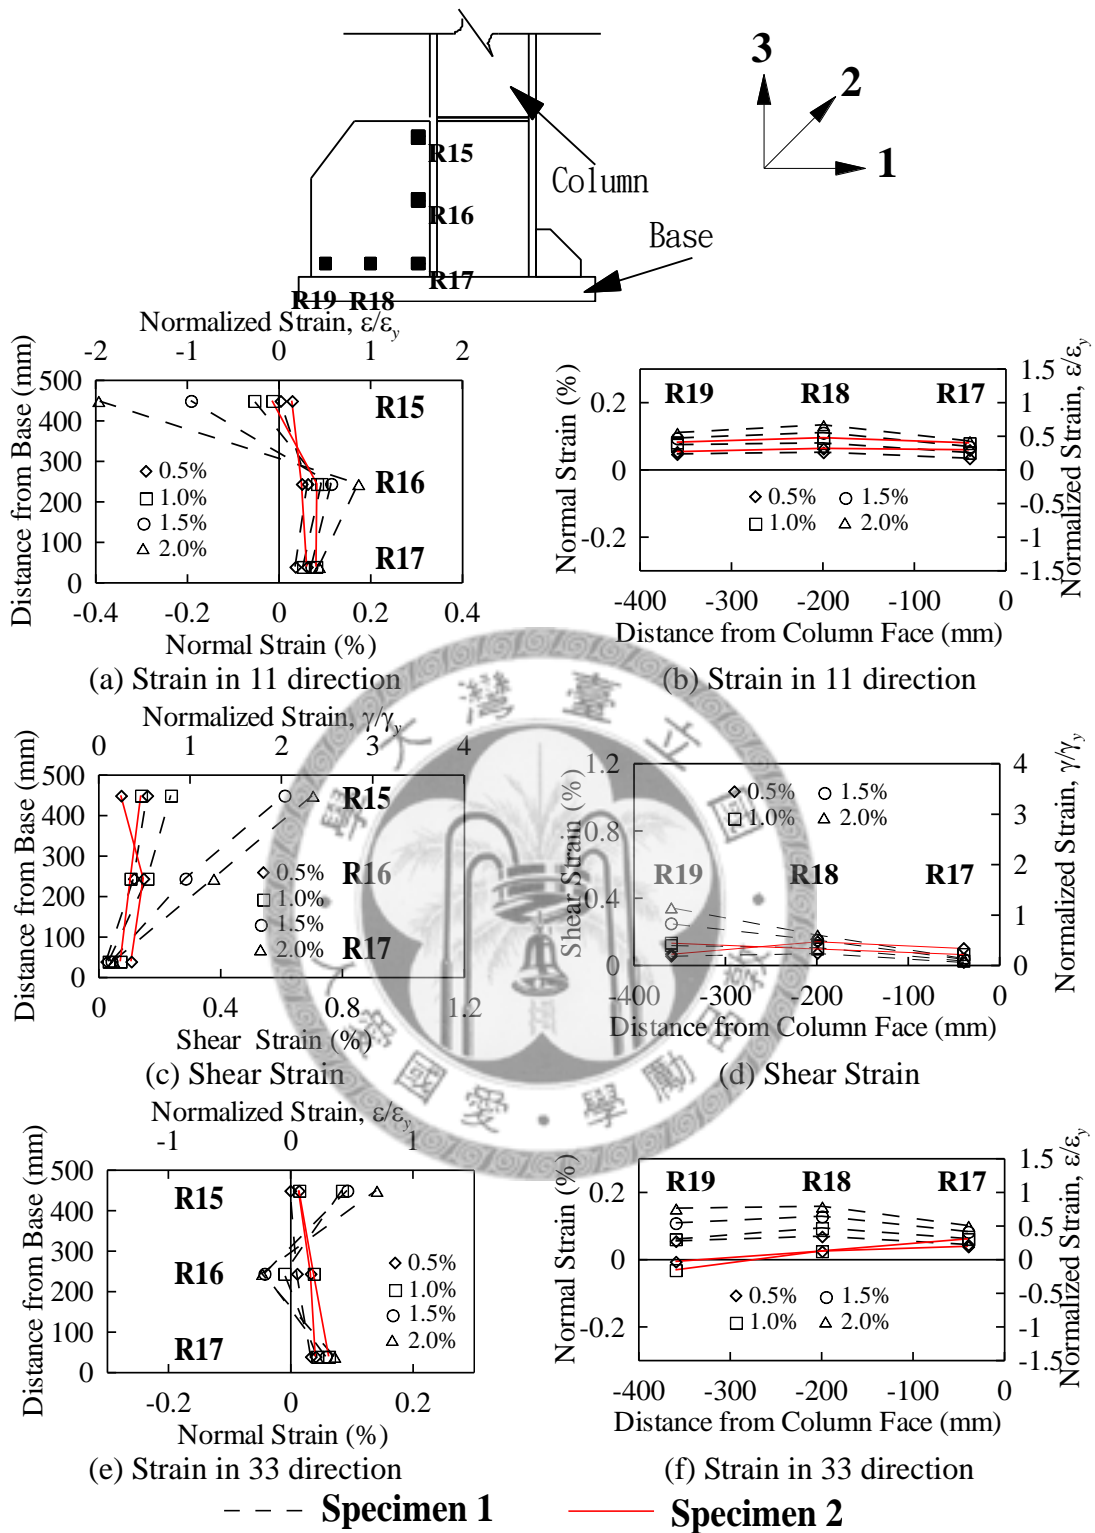 3
2
1
R15
R16
R17
R19 R18
Column
Base
Normalized Strain, ε/εy
-2 -1 0 1 2
Distance from Base (mm)
500
400
300
200
100
0
R15
R16
R17
0.5%
1.0%
1.5%
2.0%
-0.4 -0.2 0 0.2 0.4
Normal Strain (%)
(a) Strain in 11 direction
Normal Strain (%)
0.2
0
-0.2
R19 R18 R17
0.5% 1.5%
1.0% 2.0%
1.5
1
0.5
0
-0.5
-1
-1.5
Normalized Strain, ε/εy
-400 -300 -200 -100 0
Distance from Column Face (mm)
(b) Strain in 11 direction
Normalized Strain, γ/γy
0 1 2 3 4
Distance from Base (mm)
500
400
300
200
100
0
R15
R16
R17
0.5%
1.0%
1.5%
2.0%
0 0.4 0.8 1.2
Shear Strain (%)
(c) Shear Strain
Shear Strain (%)
1.2
0.8
0.4
0
0.5% 1.5%
1.0% 2.0%
R19 R18 R17
4
3
2
1
0
Normalized Strain, γ/γy
-400 -300 -200 -100 0
Distance from Column Face (mm)
(d) Shear Strain
Normalized Strain, ε/εy
-1 0 1
Distance from Base (mm)
500
400
300
200
100
0
R15
R16
R17
0.5%
1.0%
1.5%
2.0%
-0.2 0 0.2
Normal Strain (%)
(e) Strain in 33 direction
Normal Strain (%)
0.2
0
-0.2
R19 R18 R17
0.5% 1.5%
1.0% 2.0%
1.5
1
0.5
0
-0.5
-1
-1.5
Normalized Strain, ε/εy
-400 -300 -200 -100 0
Distance from Column Face (mm)
(f) Strain in 33 direction
Specimen 1 Specimen 2
大灣臺立國
學
愛國愛・學勵品